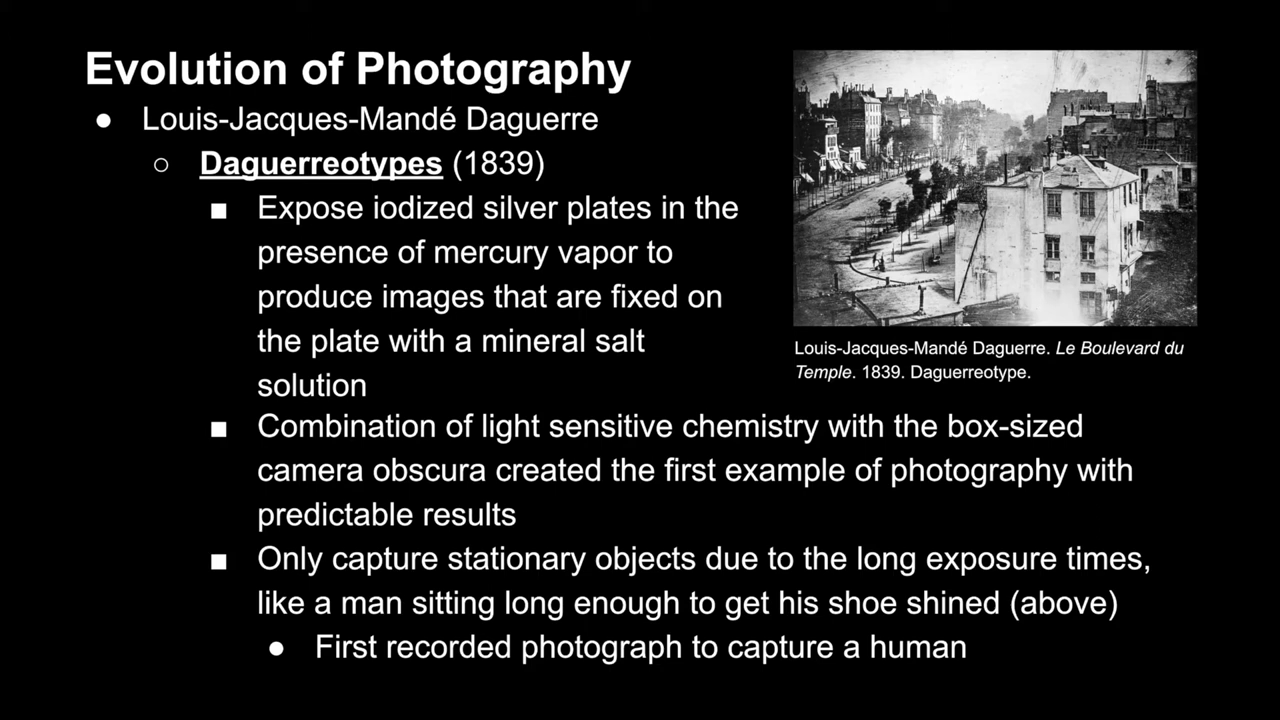 Evolution of Photography
● Louis-Jacques-Mandé Daguerre
○ Daguerreotypes (1839)
■ Expose iodized silver plates in the
presence of mercury vapor to
produce images that are fixed on
the plate with a mineral salt
solution
Louis-Jacques-Mandé Daguerre. Le Boulevard du
Temple. 1839. Daguerreotype.
■ Combination of light sensitive chemistry with the box-sized
camera obscura created the first example of photography with
predictable results
■ Only capture stationary objects due to the long exposure times,
like a man sitting long enough to get his shoe shined (above)
● First recorded photograph to capture a human